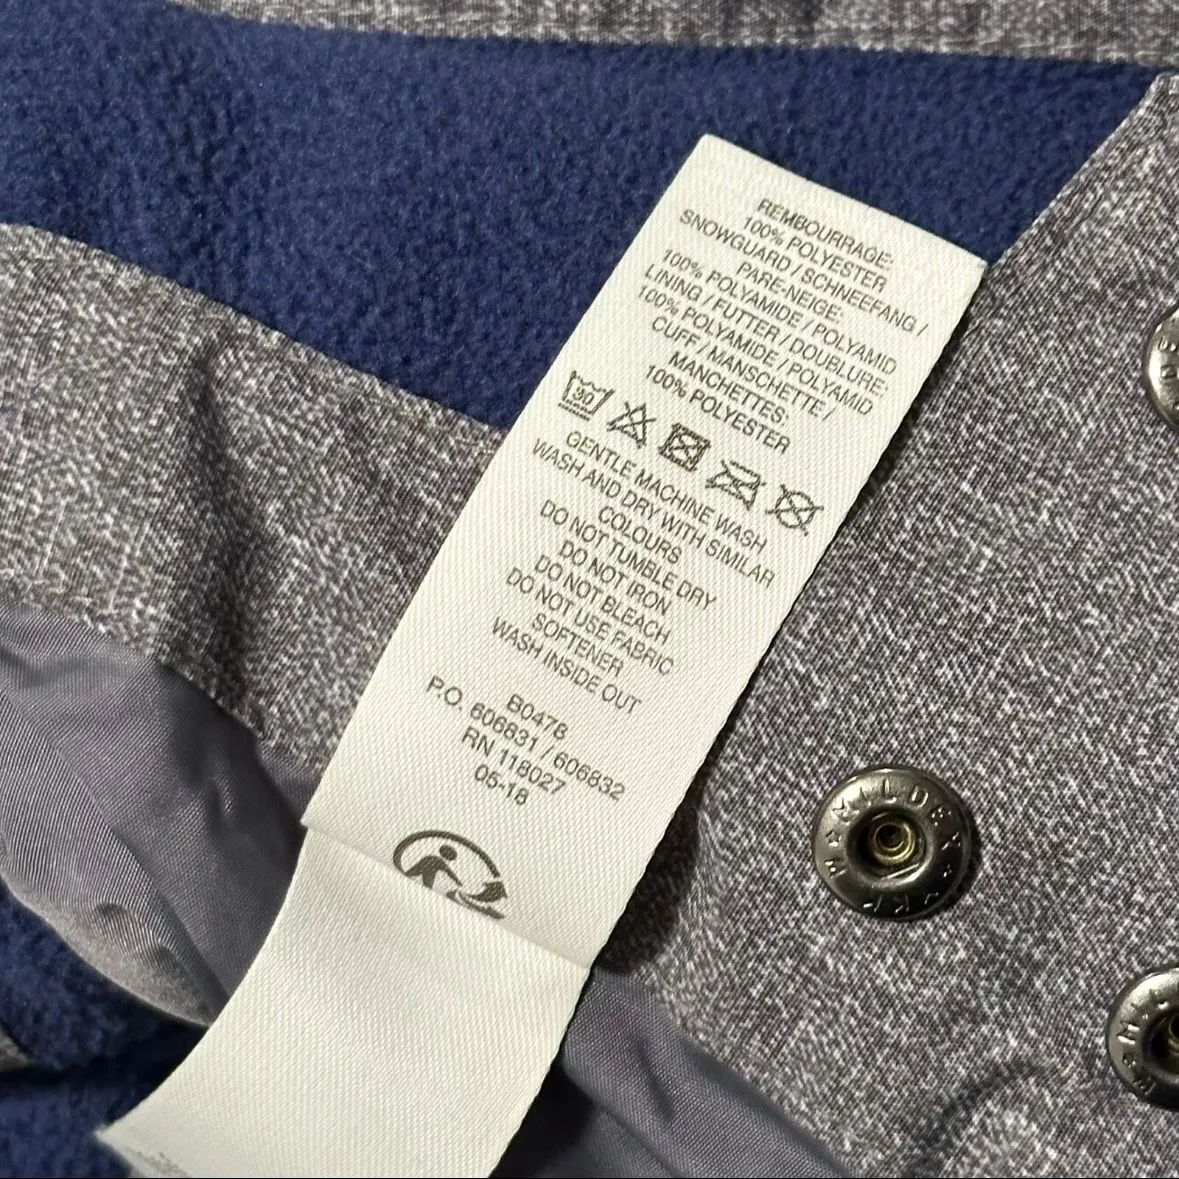 REMBOURRAGE:
100% POLYESTER
SNOWGUARD / SCHNEEFANG /
PARE-NEIGE:
100% POLYAMIDE / POLYAMID
LINING / FUTTER / DOUBLURE:
100% POLYAMIDE / POLYAMID
CUFF / MANSCHETTE /
MANCHETTES:
100% POLYESTER
30
GENTLE MACHINE WASH
WASH AND DRY WITH SIMILAR
COLOURS
DO NOT TUMBLE DRY
DO NOT IRON
DO NOT BLEACH
DO NOT USE FABRIC
SOFTENER
WASH INSIDE OUT
B0478
P.O. 606831 / 606832
RN 118027
05-18